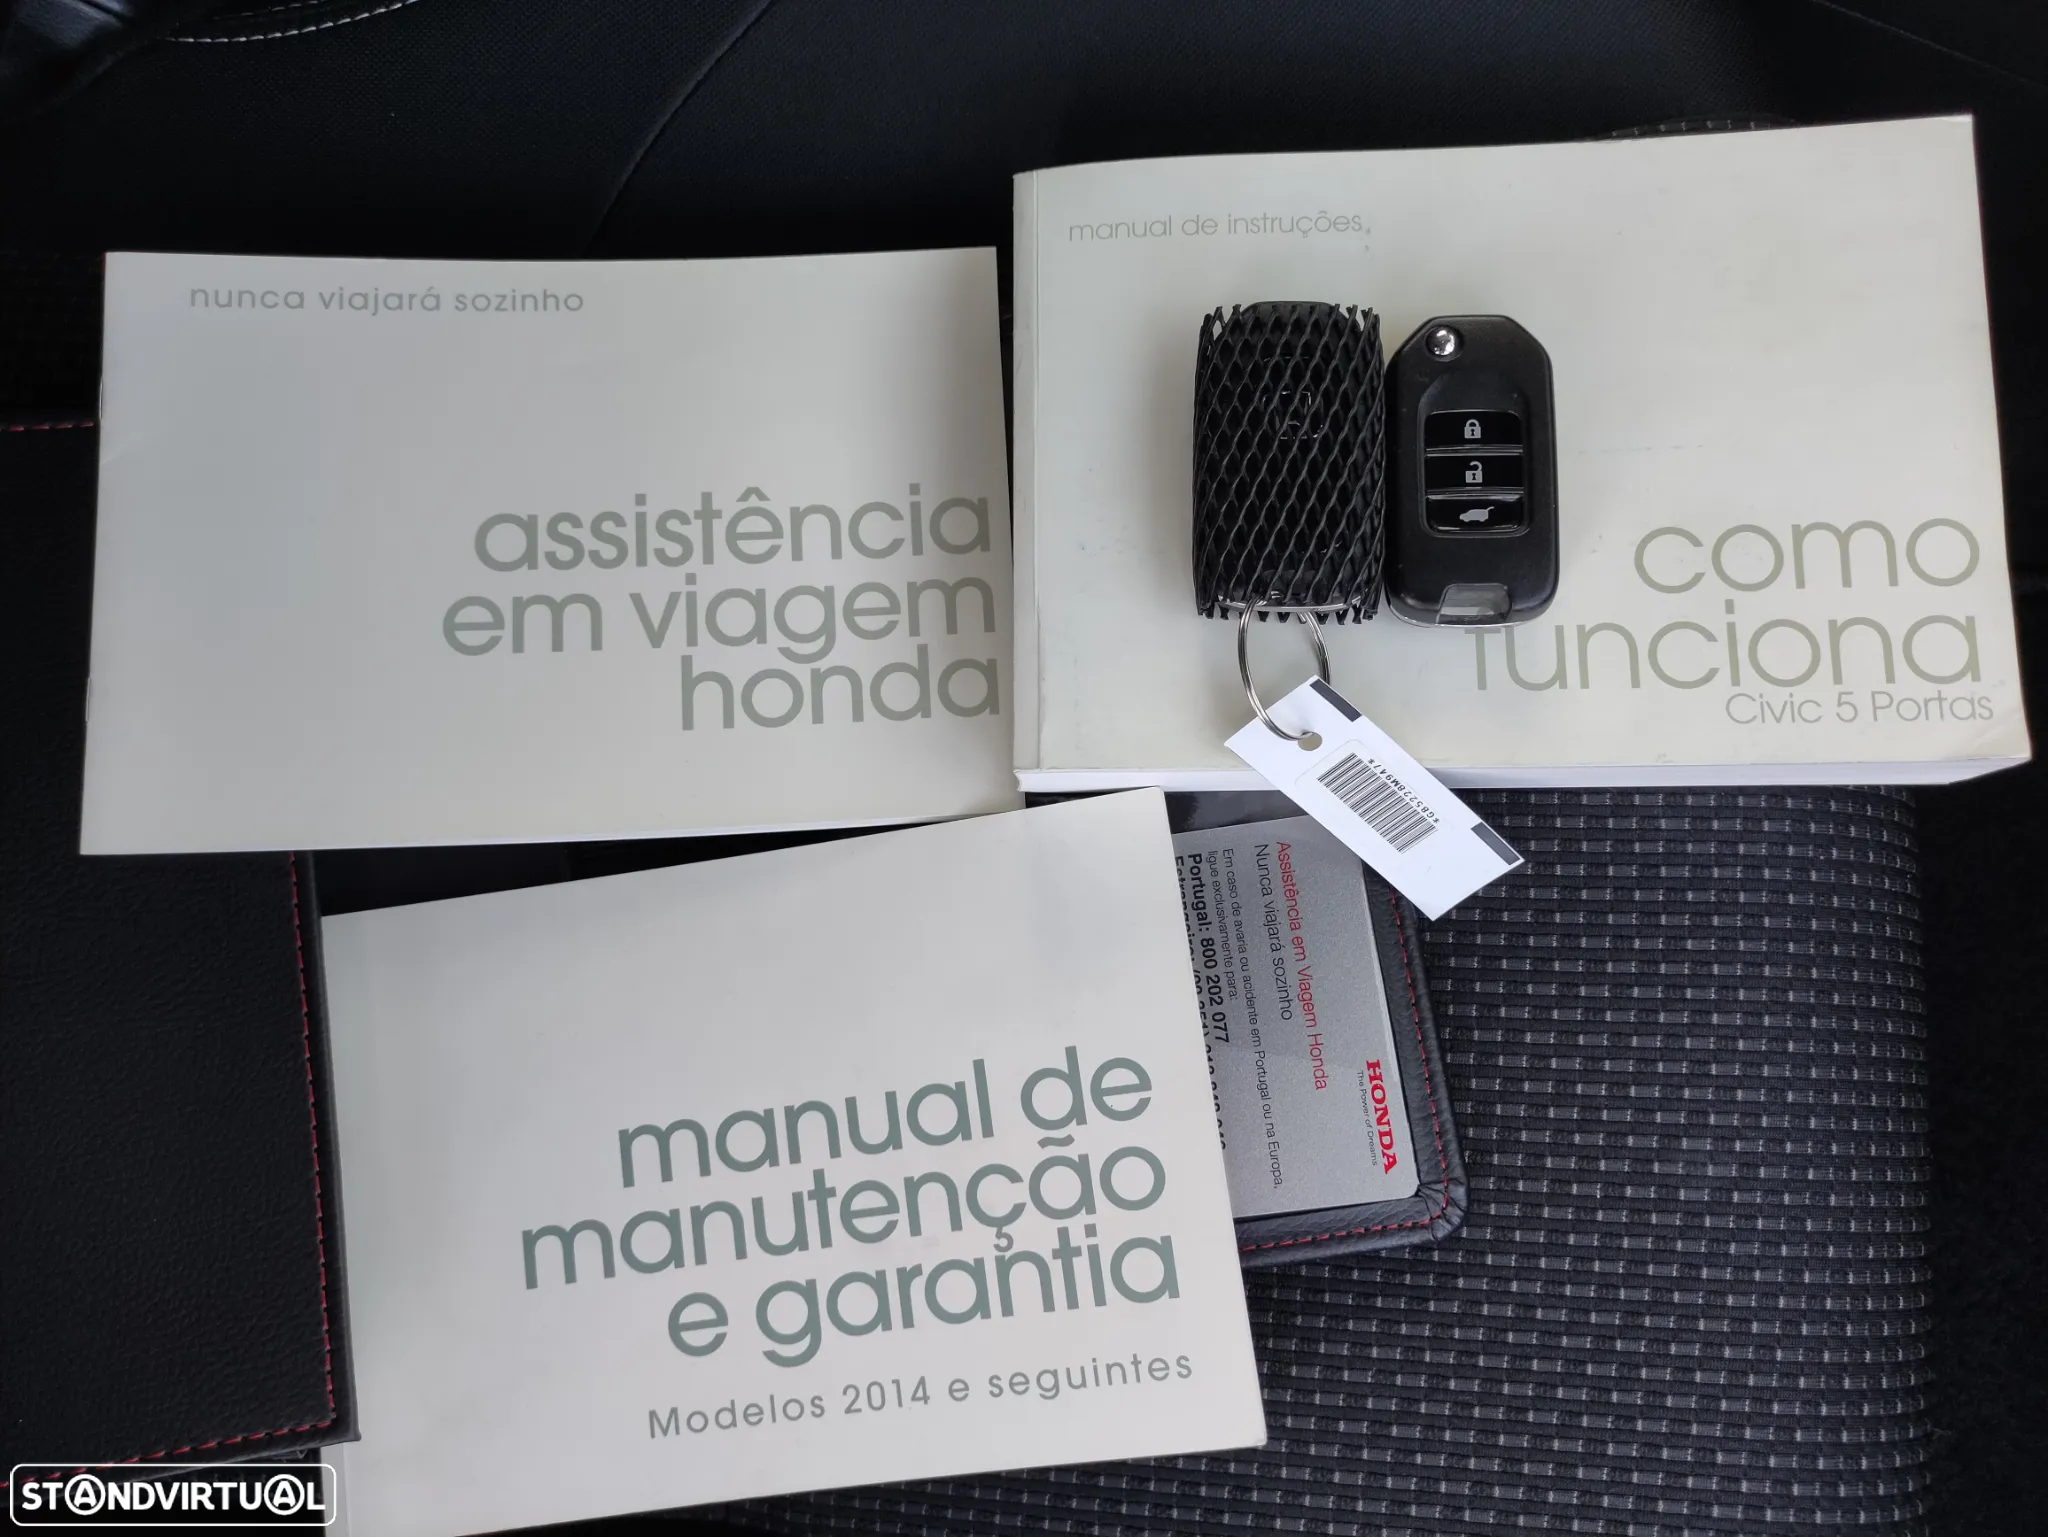 nunca viajará sozinho
assistência
em viagem
honda
manual de instruções
como
funciona
Civic 5 Portas
*G85228M947*
Assistência em Viagem Honda
Nunca viajará sozinho
Em caso de avaria ou acidente em Portugal ou na Europa,
ligue exclusivamente para:
Portugal: 800 202 077
HONDA
The Power of Dreams
manual de
manutenção
e garantia
Modelos 2014 e seguintes
STANDVIRTUAL